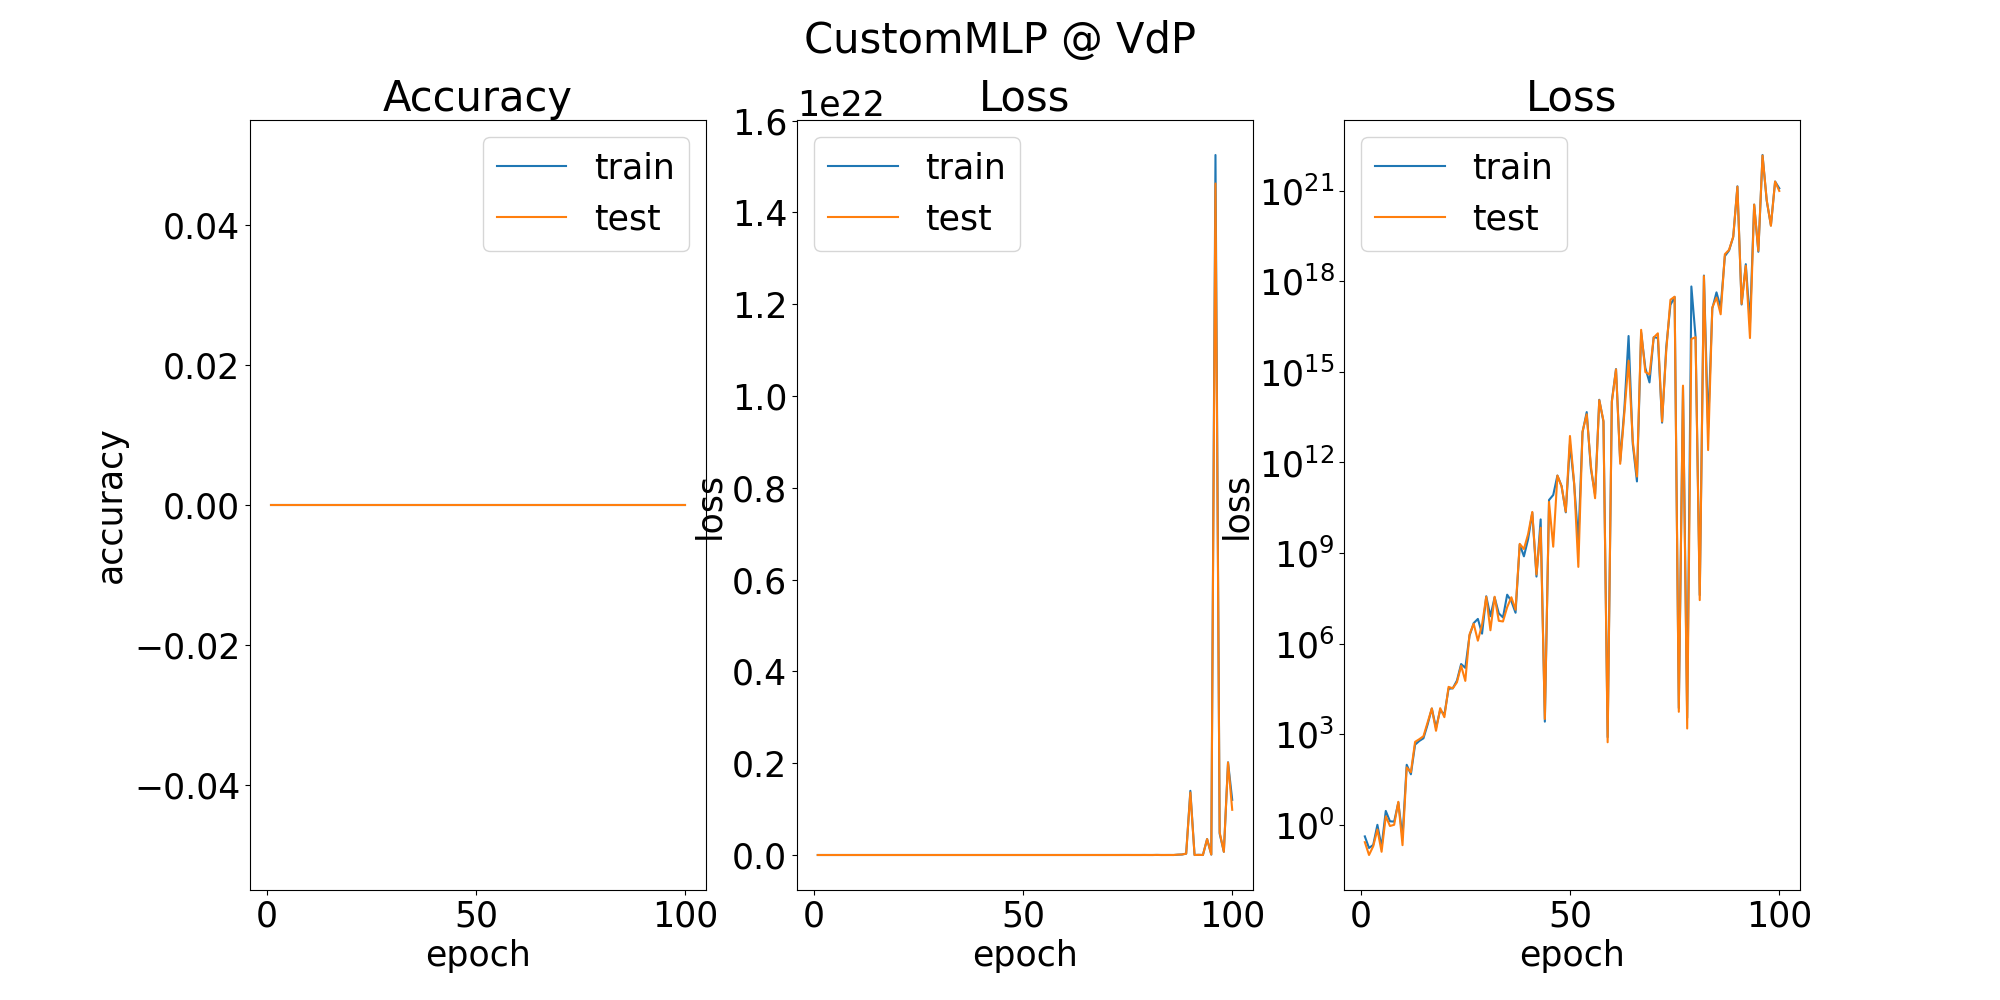 CustomMLP @ VdP
Accuracy
train
test
0.04
0.02
0.00
−0.02
−0.04
accuracy
0 50 100
epoch
Loss
1e22
train
test
1.6
1.4
1.2
1.0
0.8
0.6
0.4
0.2
0.0
loss
0 50 100
epoch
Loss
train
test
10^21
10^18
10^15
10^12
10^9
10^6
10^3
10^0
loss
0 50 100
epoch